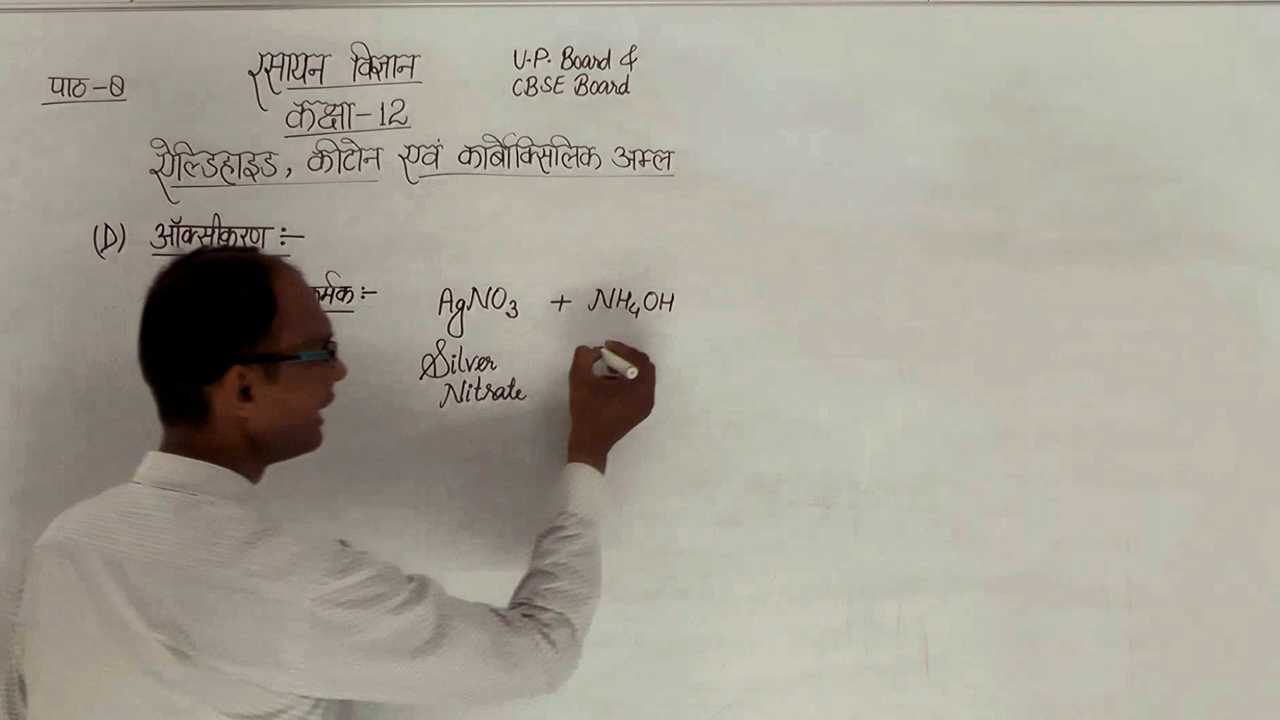 पाठ-8
रसायन विज्ञान
U.P. Board &
CBSE Board
कक्षा-12
ऐल्डिहाइड, कीटोन एवं कार्बोक्सिलिक अम्ल
(D) ऑक्सीकरण :-
AgNO3 + NH4OH
Silver
Nitrate